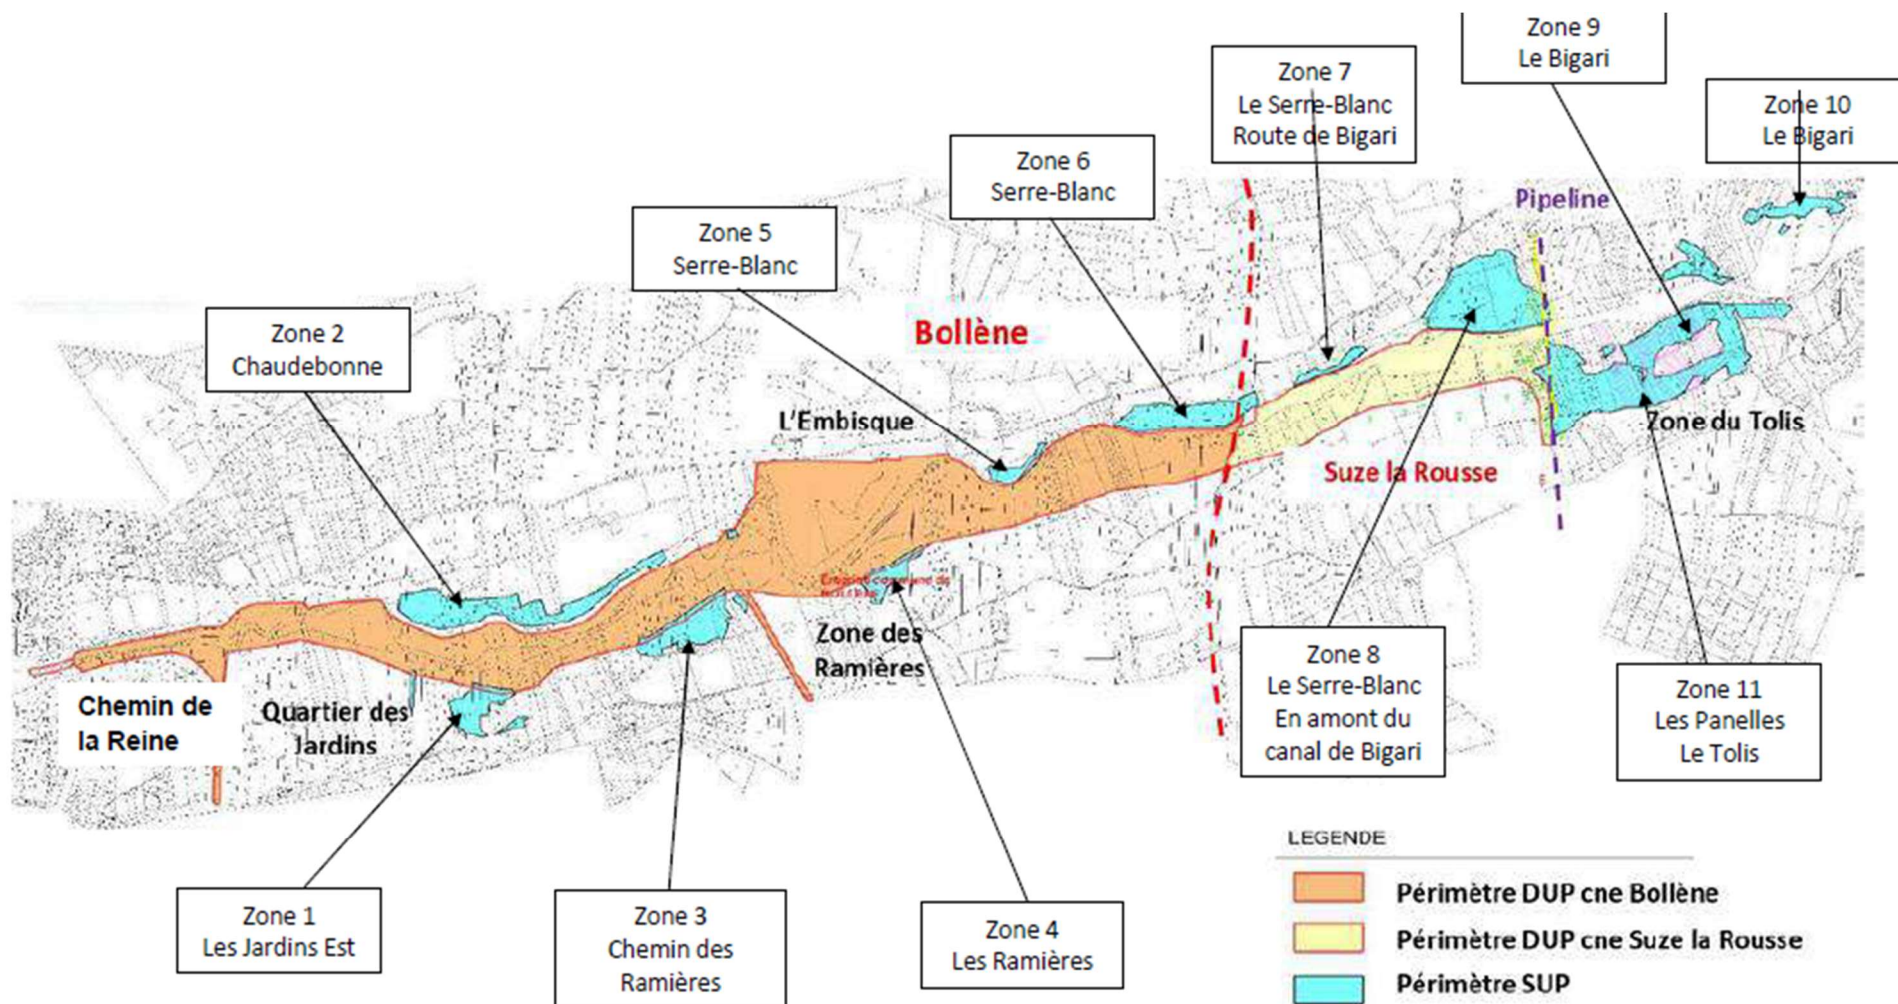 Zone 9
Le Bigari
Zone 7
Le Serre-Blanc
Route de Bigari
Zone 10
Le Bigari
Zone 6
Serre-Blanc
Pipeline
Zone 5
Serre-Blanc
Zone 2
Chaudebonne
Bollène
L'Embisque
Zone du Tolis
Suze la Rousse
Zone des
Ramières
Chemin de
la Reine
Quartier des
Jardins
Zone 8
Le Serre-Blanc
En amont du
canal de Bigari
Zone 11
Les Panelles
Le Tolis
Zone 1
Les Jardins Est
Zone 3
Chemin des
Ramières
Zone 4
Les Ramières
LEGENDE
Périmètre DUP cne Bollène
Périmètre DUP cne Suze la Rousse
Périmètre SUP